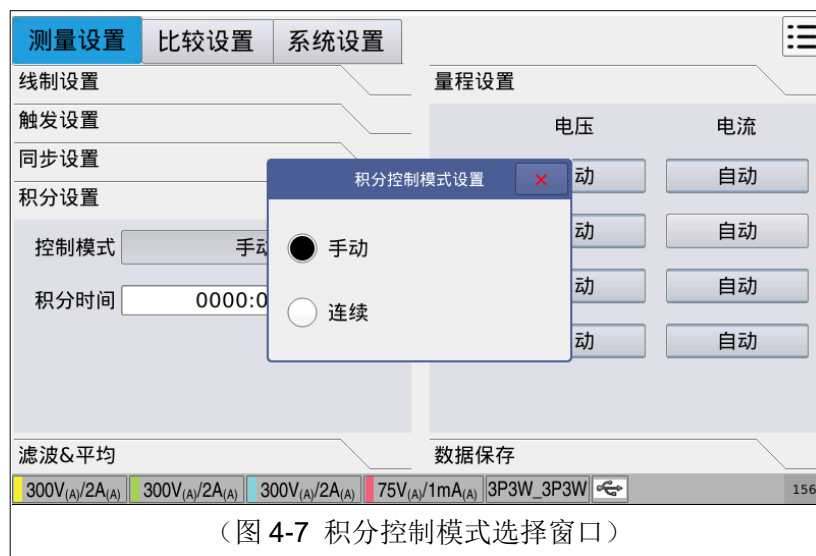 测量设置 比较设置 系统设置
线制设置
触发设置
同步设置
积分设置
控制模式 手动
积分时间 0000:0
滤波&平均
量程设置
电压 电流
动 自动
动 自动
动 自动
动 自动
数据保存
积分控制模式设置
手动
连续
300V(A)/2A(A) 300V(A)/2A(A) 300V(A)/2A(A) 75V(A)/1mA(A) 3P3W_3P3W 156
（图 4-7 积分控制模式选择窗口）